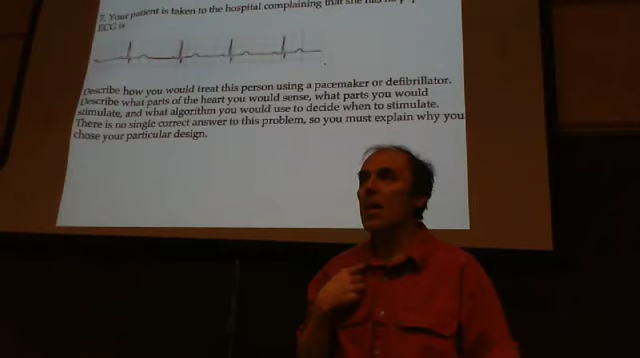 7. Your patient is taken to the hospital complaining that she has no
ECG is
Describe how you would treat this person using a pacemaker or defibrillator.
Describe what parts of the heart you would sense, what parts you would
stimulate, and what algorithm you would use to decide when to stimulate.
There is no single correct answer to this problem, so you must explain why you
chose your particular design.